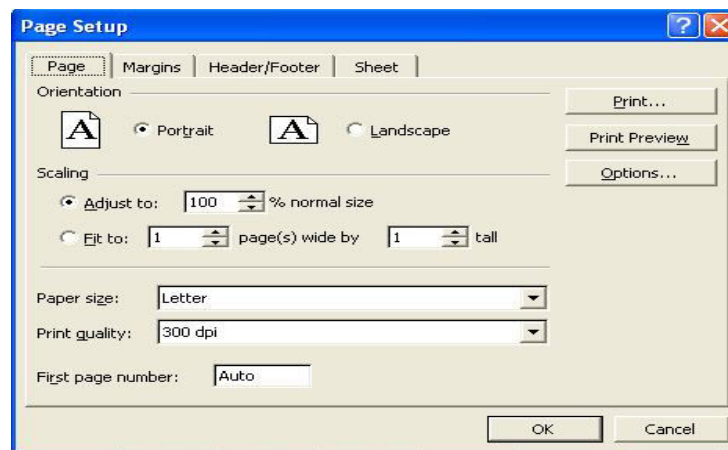 Page Setup
Page Margins Header/Footer Sheet
Orientation
A Portrait A Landscape
Print...
Print Preview
Options...
Scaling
Adjust to: 100 % normal size
Fit to: 1 page(s) wide by 1 tall
Paper size: Letter
Print quality: 300 dpi
First page number: Auto
OK Cancel